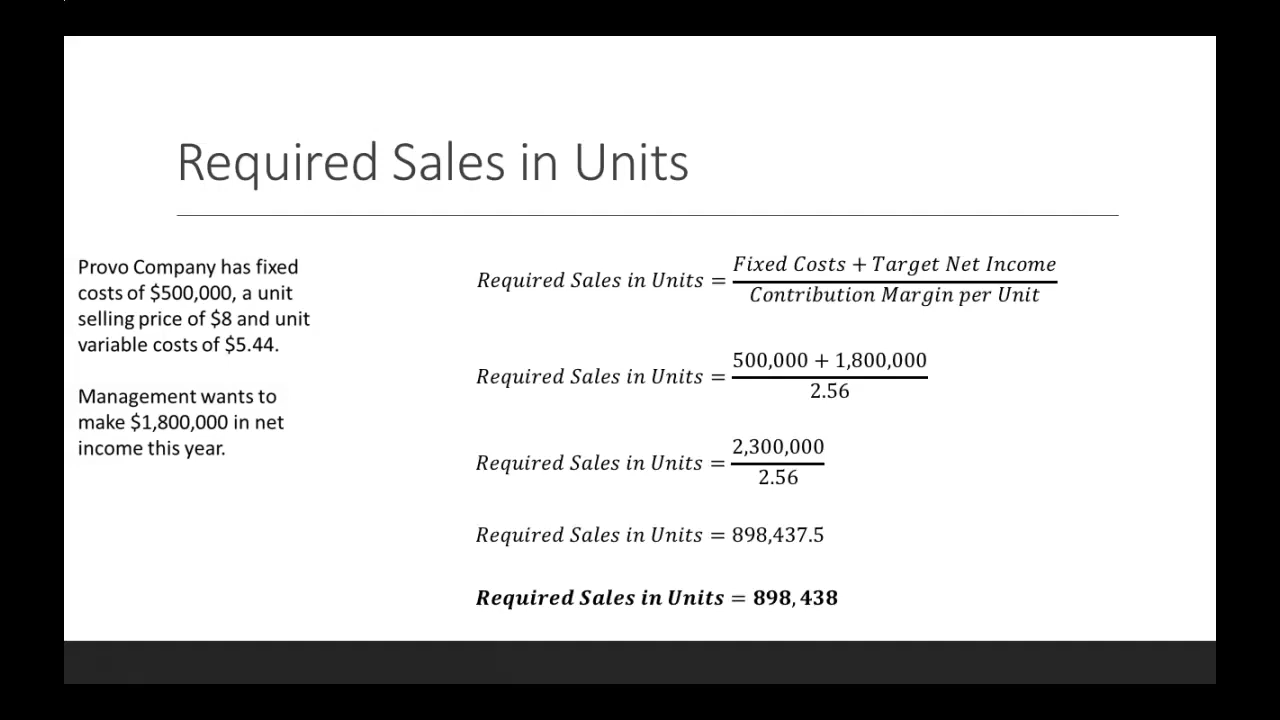 Required Sales in Units
Provo Company has fixed
costs of $500,000, a unit
selling price of $8 and unit
variable costs of $5.44.
Management wants to
make $1,800,000 in net
income this year.
Required Sales in Units = Fixed Costs + Target Net Income
Contribution Margin per Unit
Required Sales in Units = 500,000 + 1,800,000
2.56
Required Sales in Units = 2,300,000
2.56
Required Sales in Units = 898,437.5
Required Sales in Units = 898,438